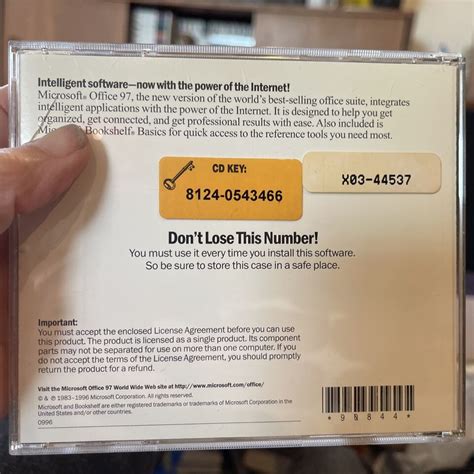 Intelligent software—now with the power of the Internet!
Microsoft® Office 97, the new version of the world's best-selling office suite, integrates
intelligent applications with the power of the Internet. It is designed to help you get
organized, get connected, and get professional results with ease. Also included is
Bookshelf® Basics for quick access to the reference tools you need most.
CD KEY:
8124-0543466
X03-44537
Don't Lose This Number!
You must use it every time you install this software.
So be sure to store this case in a safe place.
Important:
You must accept the enclosed License Agreement before you can use
this product. The product is licensed as a single product. Its component
parts may not be separated for use on more than one computer. If you
do not accept the terms of the License Agreement, you should promptly
return the product for a refund.
Visit the Microsoft Office 97 World Wide Web site at http://www.microsoft.com/office/
© & ℗ 1983–1996 Microsoft Corporation. All rights reserved.
Microsoft and Bookshelf are either registered trademarks or trademarks of Microsoft Corporation in the
United States and/or other countries.
0996
*90844*